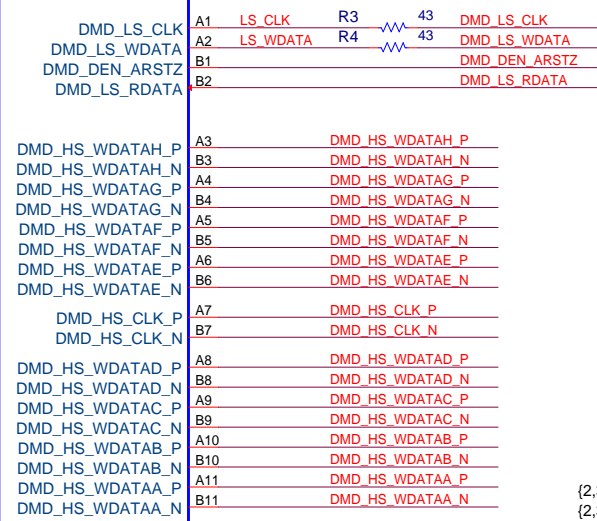 DMD_LS_CLK A1 LS_CLK R3 43 DMD_LS_CLK
DMD_LS_WDATA A2 LS_WDATA R4 43 DMD_LS_WDATA
DMD_DEN_ARSTZ B1 DMD_DEN_ARSTZ
DMD_LS_RDATA B2 DMD_LS_RDATA
DMD_HS_WDATAH_P A3 DMD_HS_WDATAH_P
DMD_HS_WDATAH_N B3 DMD_HS_WDATAH_N
DMD_HS_WDATAG_P A4 DMD_HS_WDATAG_P
DMD_HS_WDATAG_N B4 DMD_HS_WDATAG_N
DMD_HS_WDATAF_P A5 DMD_HS_WDATAF_P
DMD_HS_WDATAF_N B5 DMD_HS_WDATAF_N
DMD_HS_WDATAE_P A6 DMD_HS_WDATAE_P
DMD_HS_WDATAE_N B6 DMD_HS_WDATAE_N
DMD_HS_CLK_P A7 DMD_HS_CLK_P
DMD_HS_CLK_N B7 DMD_HS_CLK_N
DMD_HS_WDATAD_P A8 DMD_HS_WDATAD_P
DMD_HS_WDATAD_N B8 DMD_HS_WDATAD_N
DMD_HS_WDATAC_P A9 DMD_HS_WDATAC_P
DMD_HS_WDATAC_N B9 DMD_HS_WDATAC_N
DMD_HS_WDATAB_P A10 DMD_HS_WDATAB_P
DMD_HS_WDATAB_N B10 DMD_HS_WDATAB_N
DMD_HS_WDATAA_P A11 DMD_HS_WDATAA_P {2,
DMD_HS_WDATAA_N B11 DMD_HS_WDATAA_N {2,